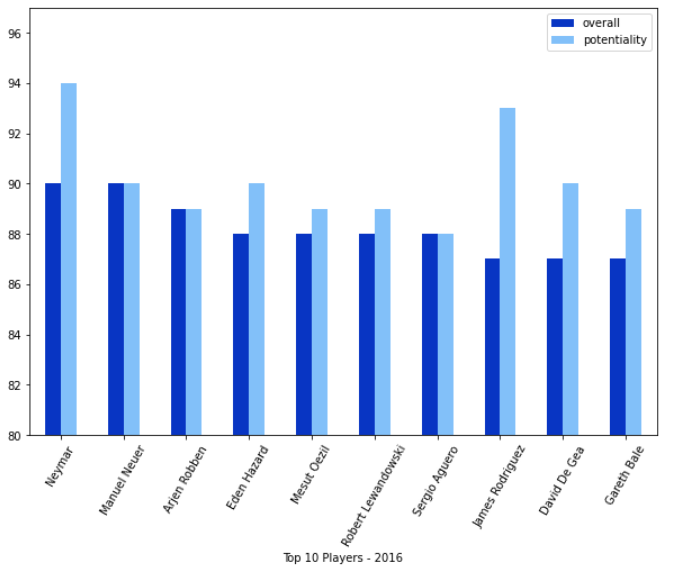 overall
potentiality
96
94
92
90
88
86
84
82
80
Neymar
Manuel Neuer
Arjen Robben
Eden Hazard
Mesut Oezil
Robert Lewandowski
Sergio Aguero
James Rodríguez
David De Gea
Gareth Bale
Top 10 Players - 2016